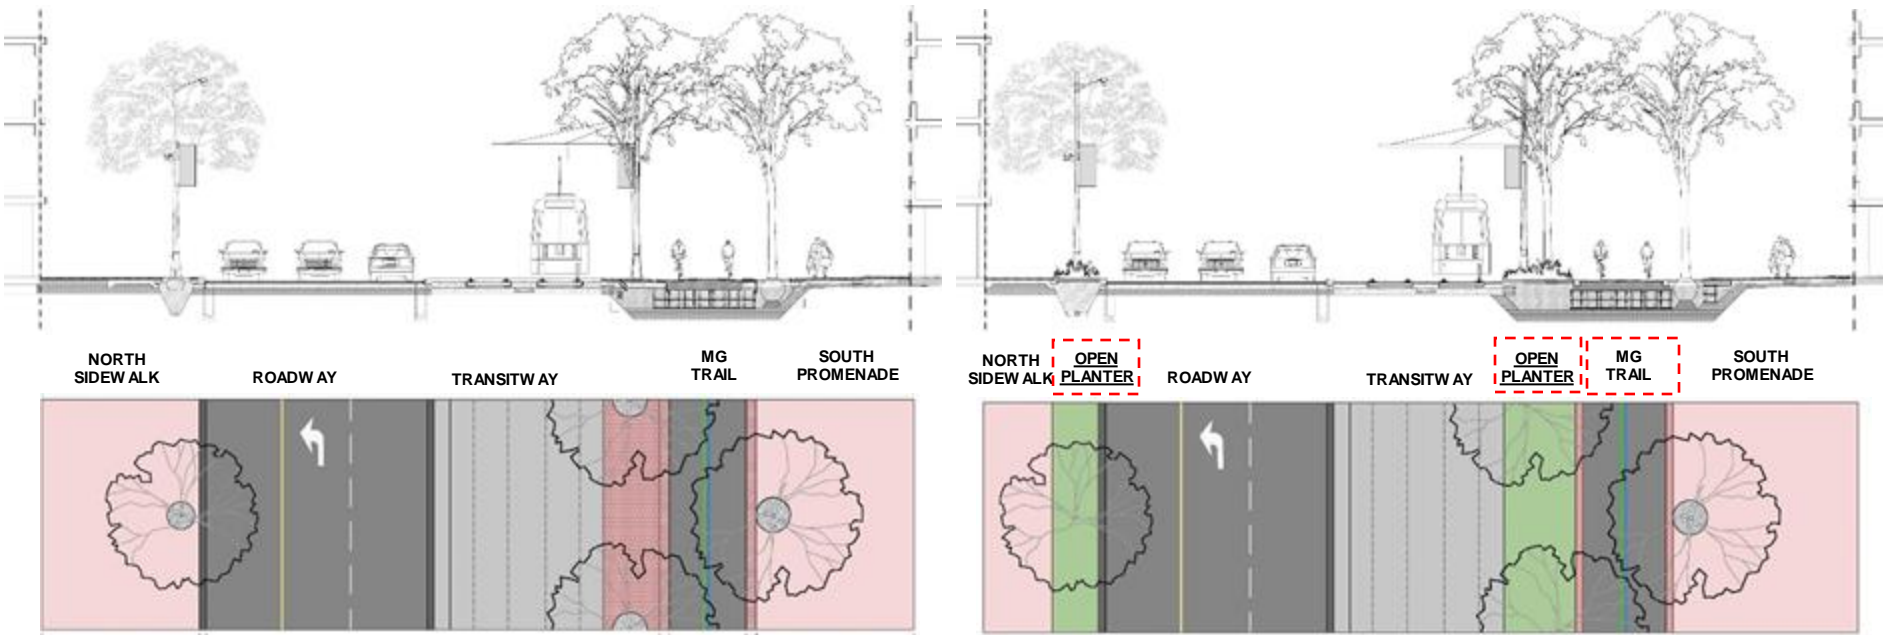 NORTH
SIDEWALK
ROADWAY
TRANSITWAY
MG
TRAIL
SOUTH
PROMENADE
NORTH
SIDEWALK
OPEN
PLANTER
ROADWAY
TRANSITWAY
OPEN
PLANTER
MG
TRAIL
SOUTH
PROMENADE